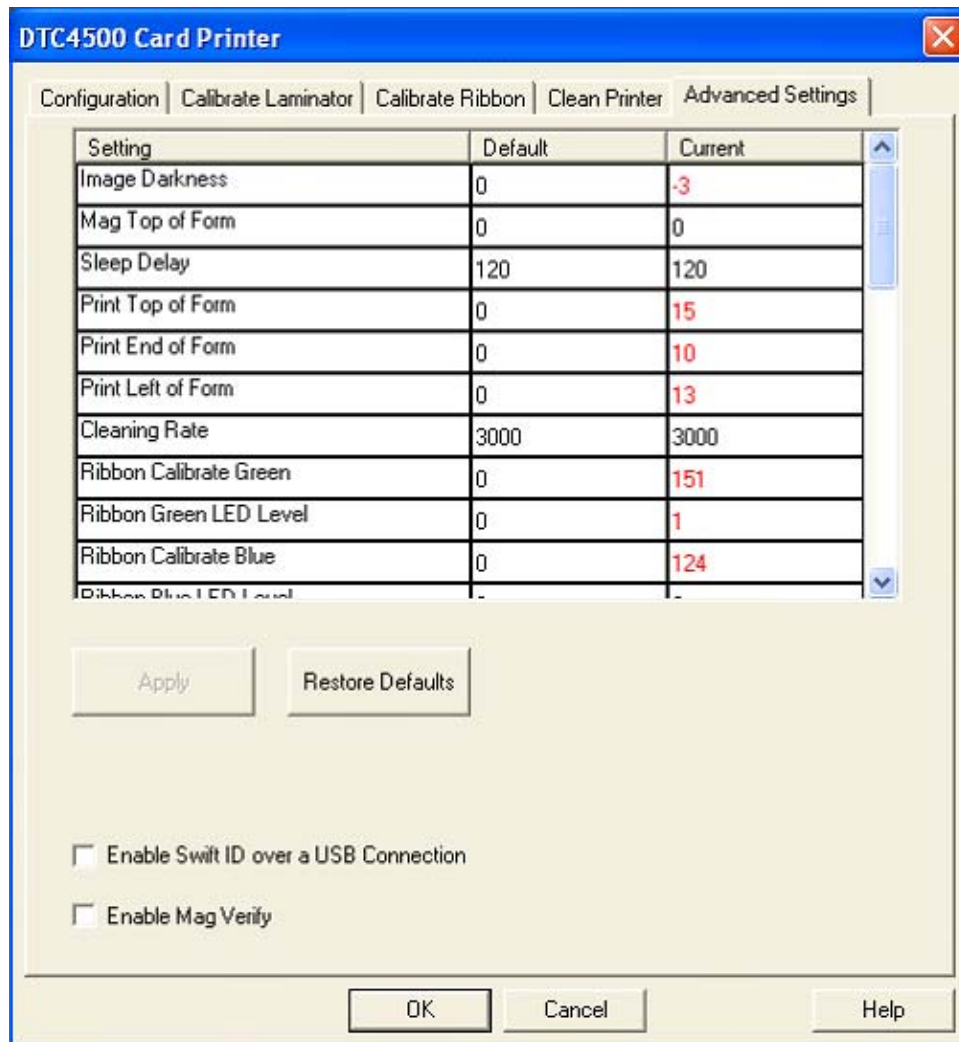 DTC4500 Card Printer
Configuration Calibrate Laminator Calibrate Ribbon Clean Printer Advanced Settings
Setting Default Current
Image Darkness 0 -3
Mag Top of Form 0 0
Sleep Delay 120 120
Print Top of Form 0 15
Print End of Form 0 10
Print Left of Form 0 13
Cleaning Rate 3000 3000
Ribbon Calibrate Green 0 151
Ribbon Green LED Level 0 1
Ribbon Calibrate Blue 0 124
Ribbon Blue LED Level
Apply Restore Defaults
Enable Swift ID over a USB Connection
Enable Mag Verify
OK Cancel Help